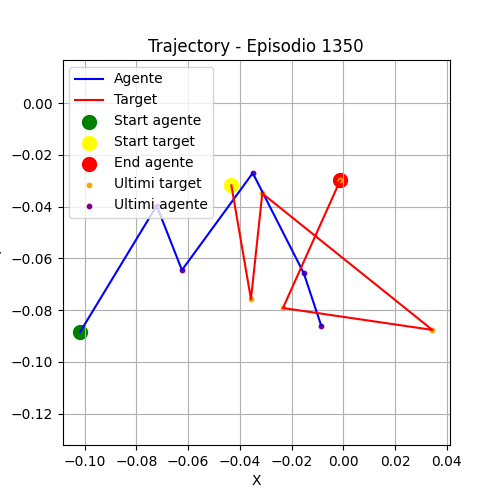 Trajectory - Episodio 1350
Agente
Target
Start agente
Start target
End agente
Ultimi target
Ultimi agente
0.00
−0.02
−0.04
−0.06
−0.08
−0.10
−0.12
−0.10 −0.08 −0.06 −0.04 −0.02 0.00 0.02 0.04
X